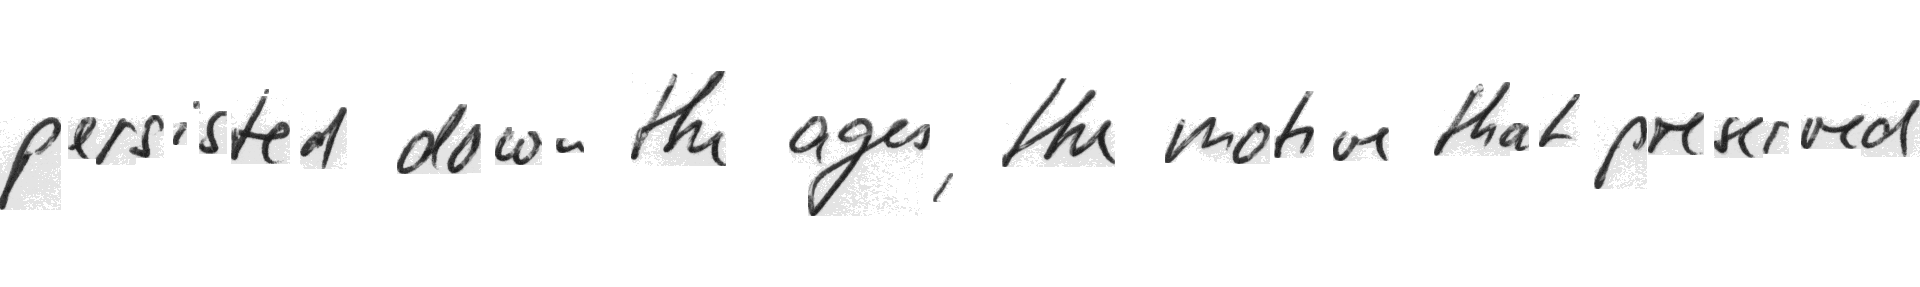 persisted down the ages, the motive that preserved